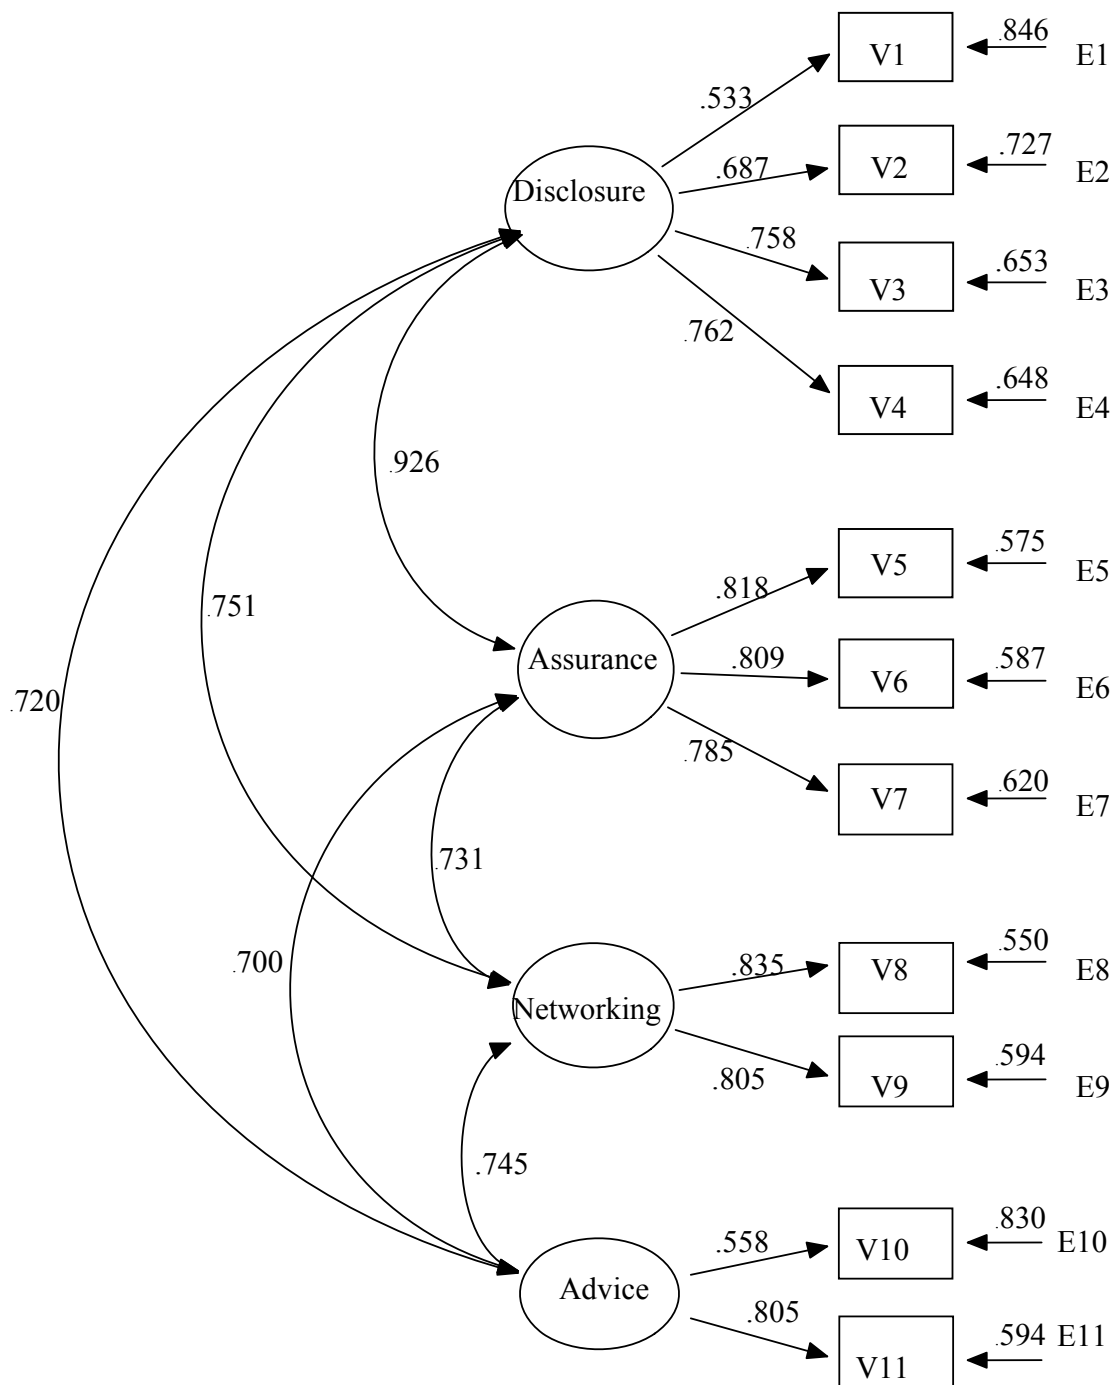 .846
V1
E1
.533
.727
V2
E2
.687
Disclosure
.758
.653
V3
E3
.762
.648
V4
E4
.926
.575
V5
E5
.818
.751
Assurance
.809
.587
V6
E6
.720
.785
.620
V7
E7
.731
.700
.835
.550
V8
E8
Networking
.805
.594
V9
E9
.745
.558
.830
V10
E10
Advice
.805
.594
E11
V11